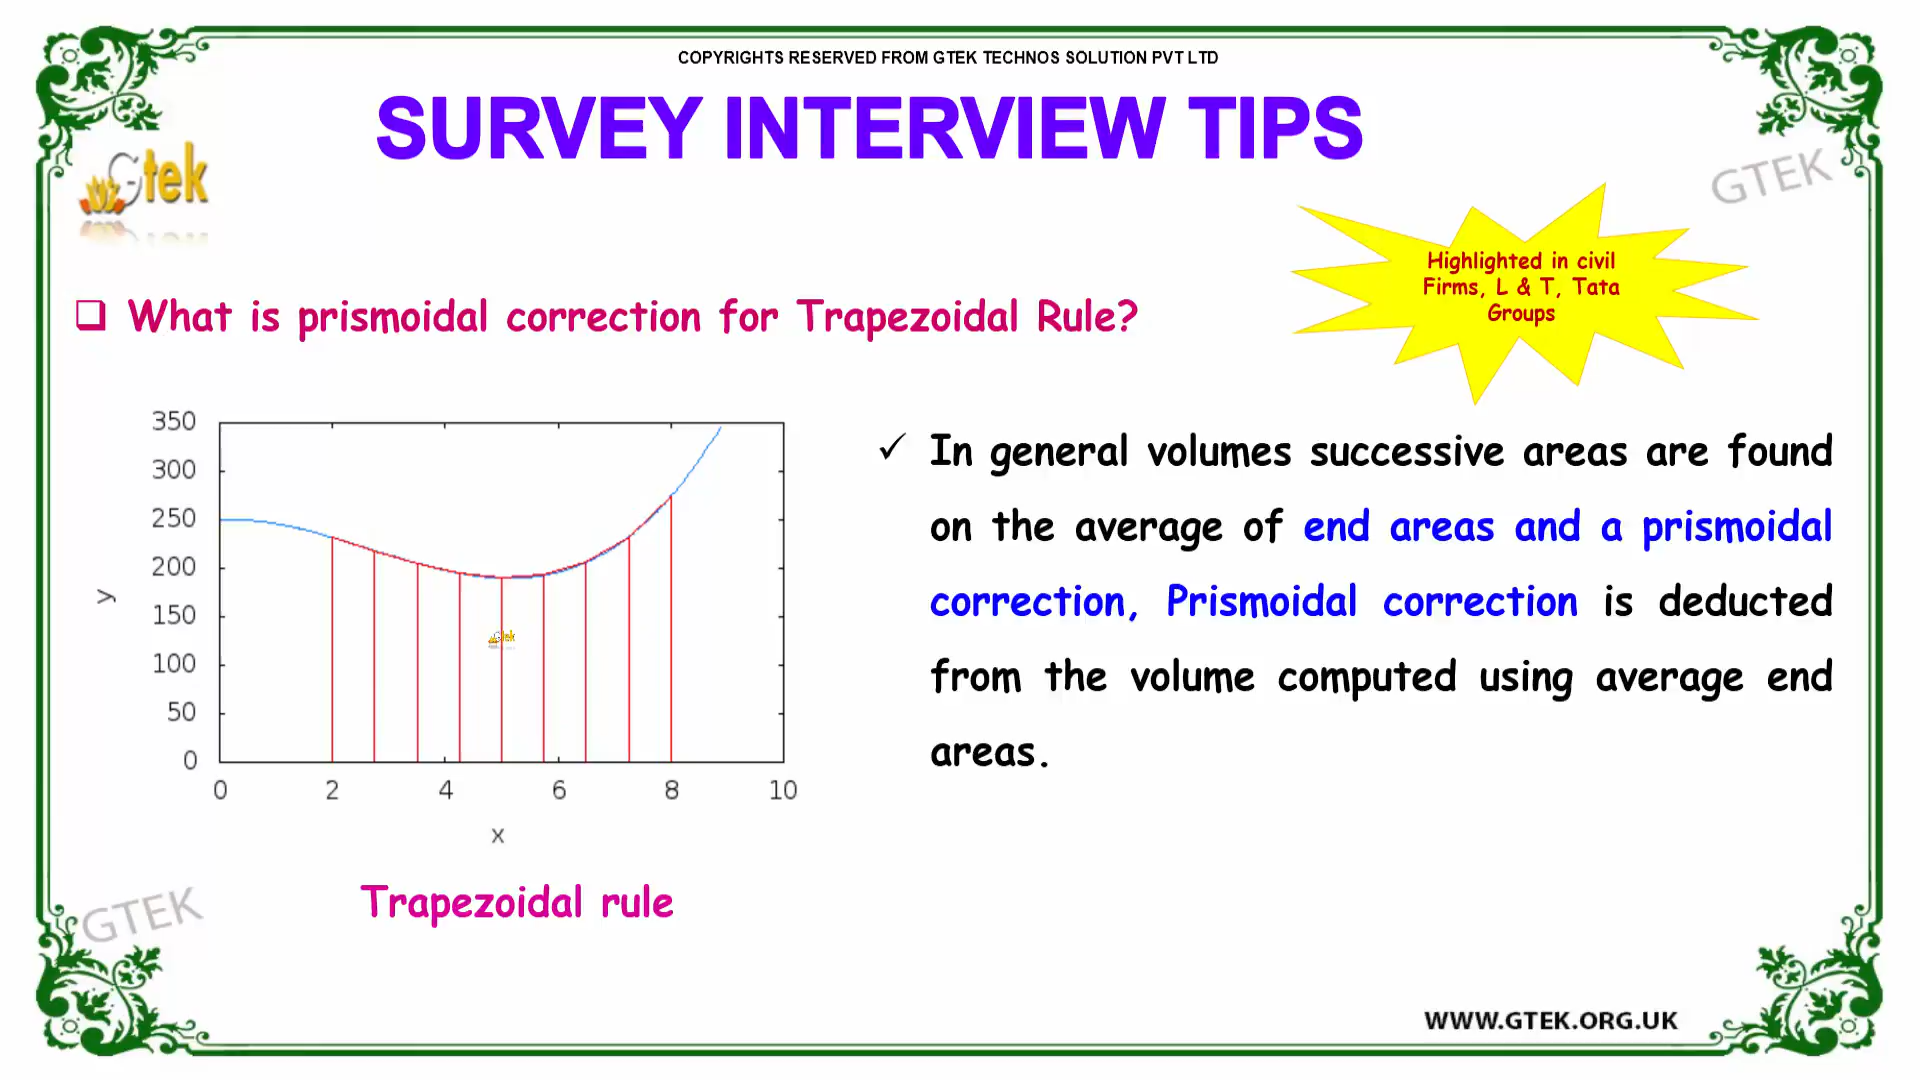 COPYRIGHTS RESERVED FROM GTEK TECHNOS SOLUTION PVT LTD
SURVEY INTERVIEW TIPS
Gtek
GTEK
Highlighted in civil
Firms, L & T, Tata
Groups
What is prismoidal correction for Trapezoidal Rule?
350
300
250
200
150
100
50
0
y
0 2 4 6 8 10
x
Gtek
Trapezoidal rule
In general volumes successive areas are found
on the average of end areas and a prismoidal
correction, Prismoidal correction is deducted
from the volume computed using average end
areas.
GTEK
WWW.GTEK.ORG.UK